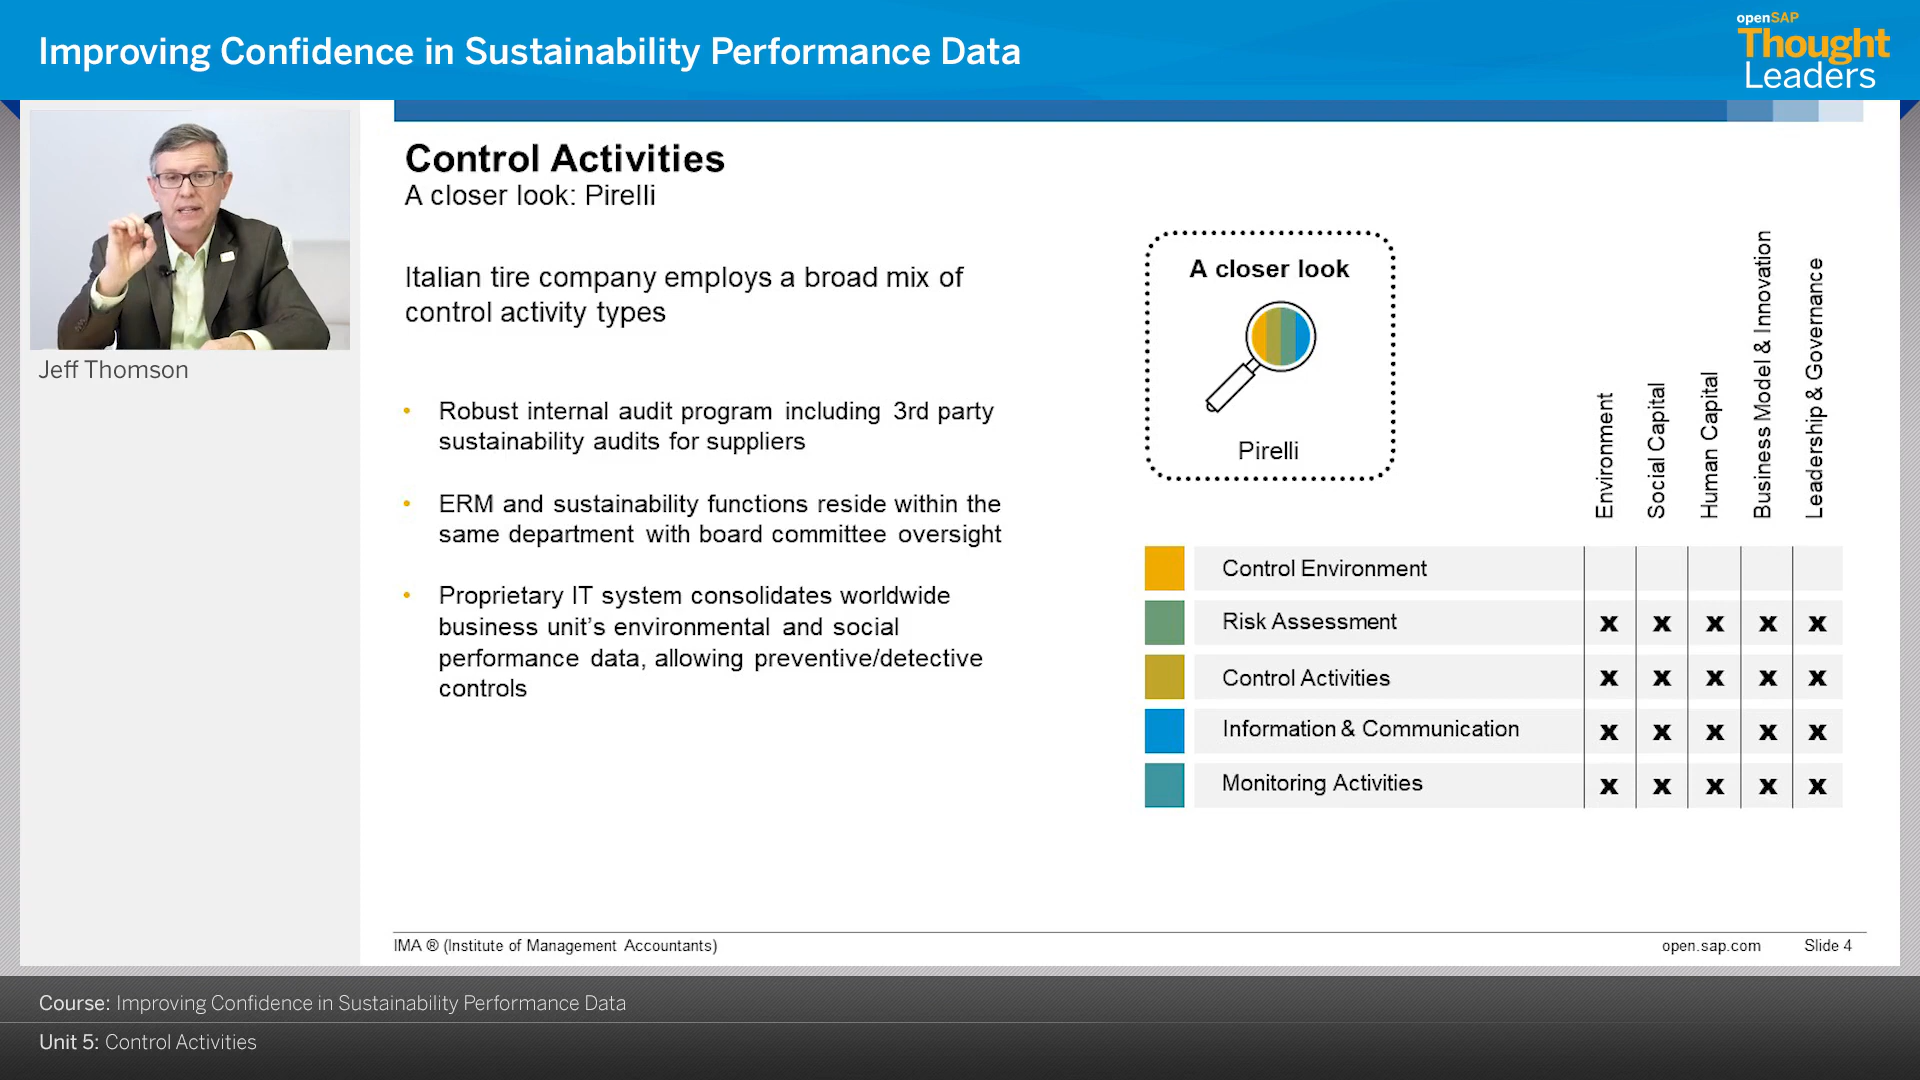 Improving Confidence in Sustainability Performance Data
openSAP
Thought
Leaders
Jeff Thomson
Control Activities
A closer look: Pirelli
Italian tire company employs a broad mix of
control activity types
• Robust internal audit program including 3rd party
sustainability audits for suppliers
• ERM and sustainability functions reside within the
same department with board committee oversight
• Proprietary IT system consolidates worldwide
business unit’s environmental and social
performance data, allowing preventive/detective
controls
A closer look
Pirelli
Environment
Social Capital
Human Capital
Business Model & Innovation
Leadership & Governance
Control Environment
Risk Assessment x x x x x
Control Activities x x x x x
Information & Communication x x x x x
Monitoring Activities x x x x x
IMA ® (Institute of Management Accountants)
open.sap.com Slide 4
Course: Improving Confidence in Sustainability Performance Data
Unit 5: Control Activities